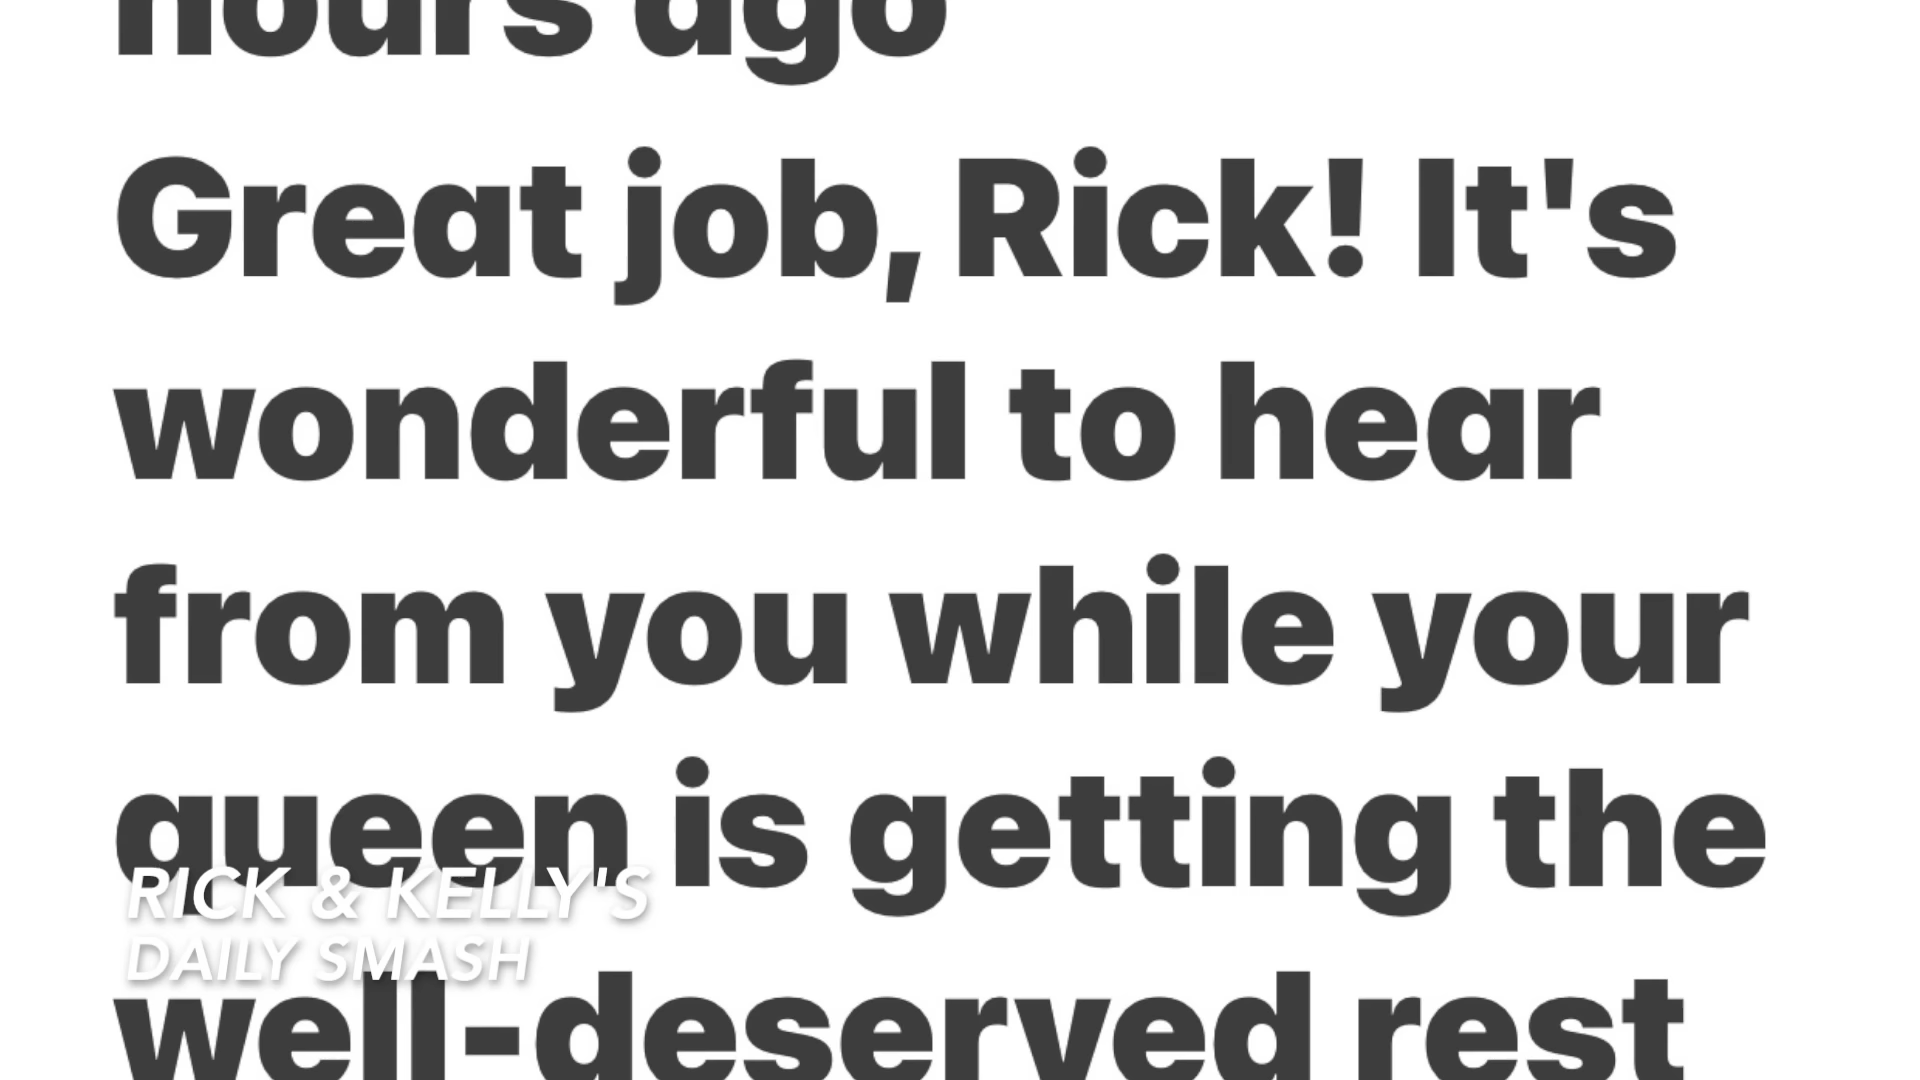 hours ago
Great job, Rick! It's
wonderful to hear
from you while your
queen is getting the
RICK & KELLY'S
DAILY SMASH
well-deserved rest